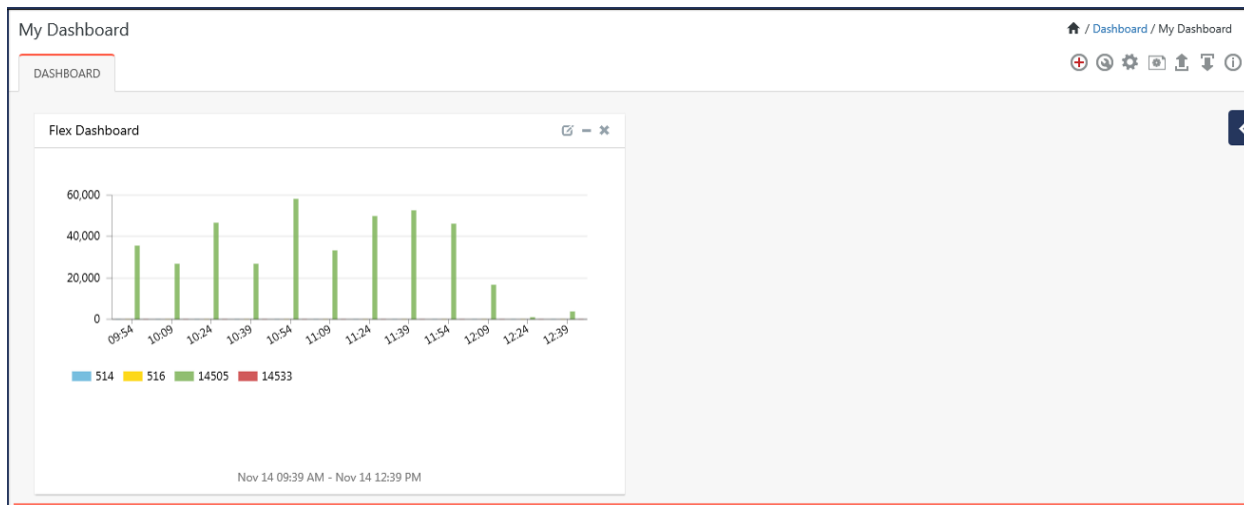 My Dashboard
/ Dashboard / My Dashboard
DASHBOARD
Flex Dashboard
60,000
40,000
20,000
0
09:54 10:09 10:24 10:39 10:54 11:09 11:24 11:39 11:54 12:09 12:24 12:39
514 516 14505 14533
Nov 14 09:39 AM - Nov 14 12:39 PM